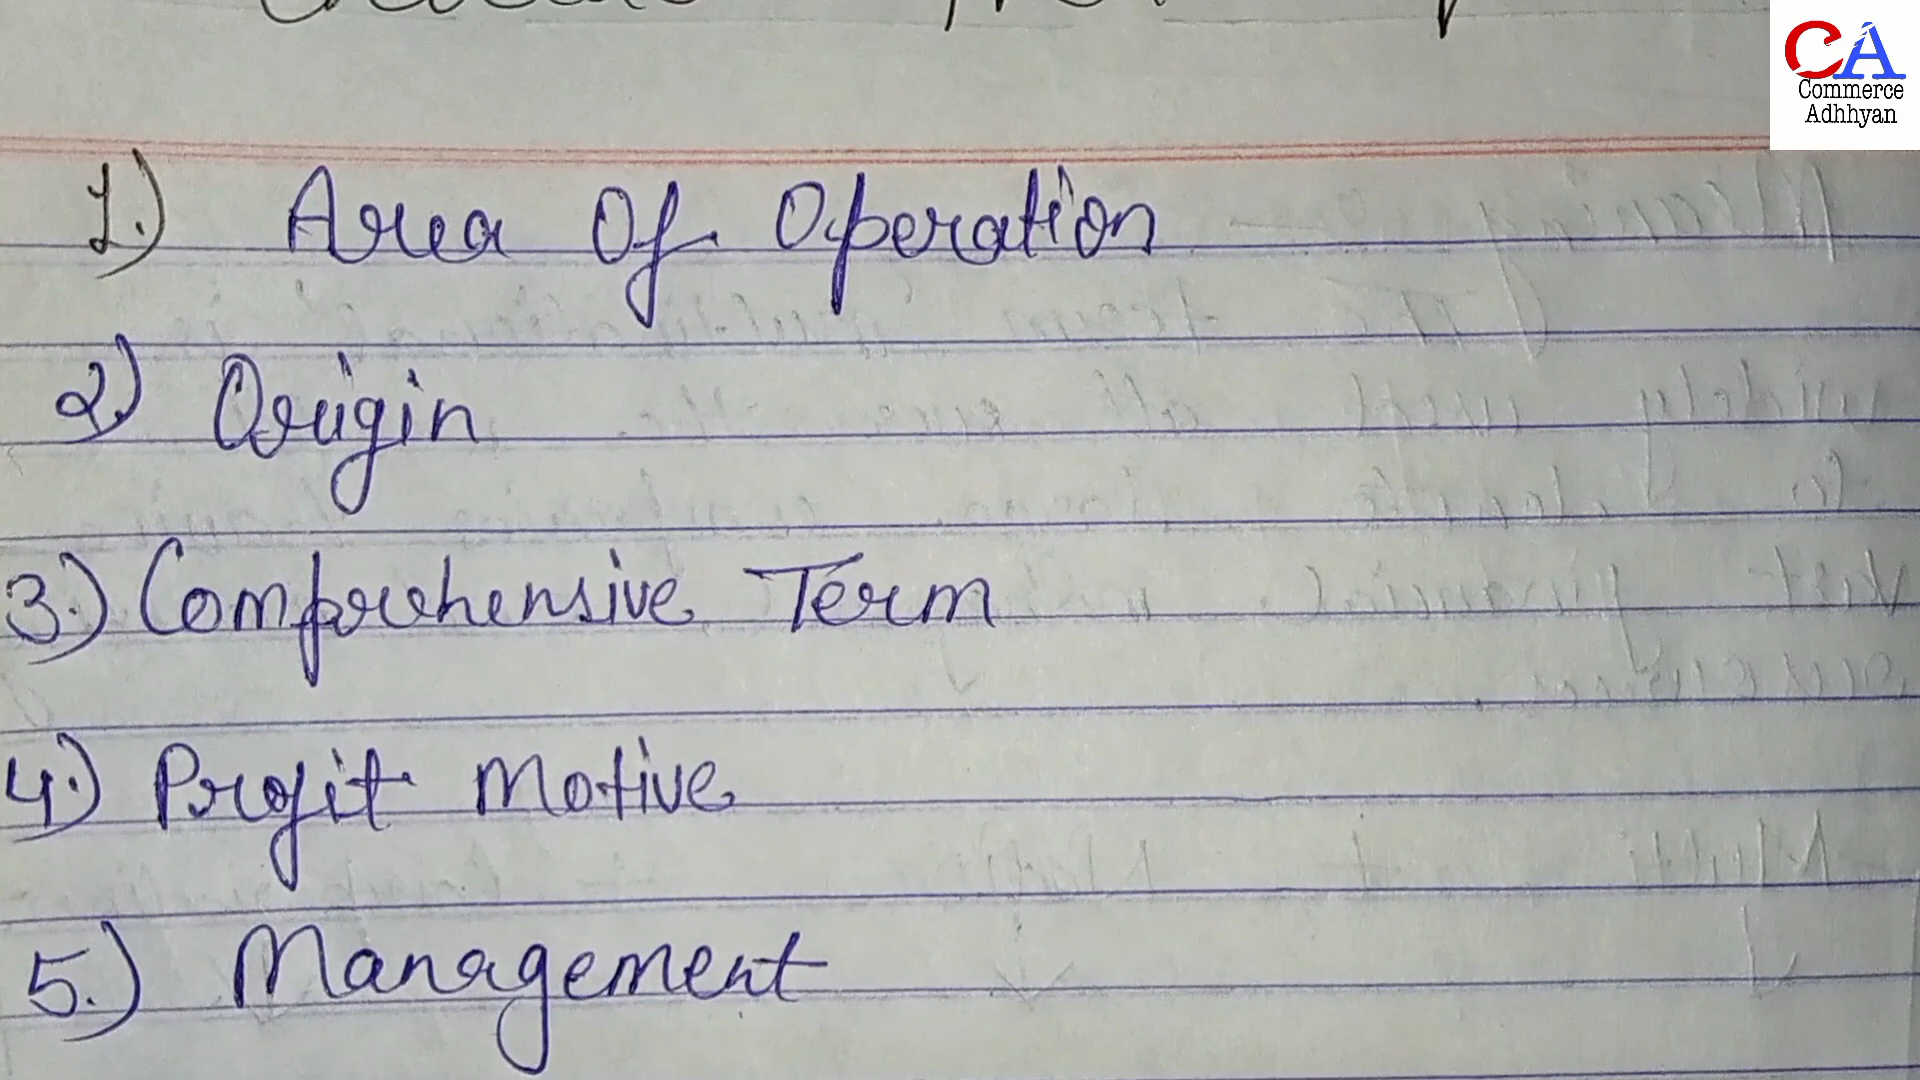 CA
Commerce
Adhhyan
1.) Area Of Operation
2.) Origin
3.) Comprehensive Term
4.) Profit Motive
5.) Management